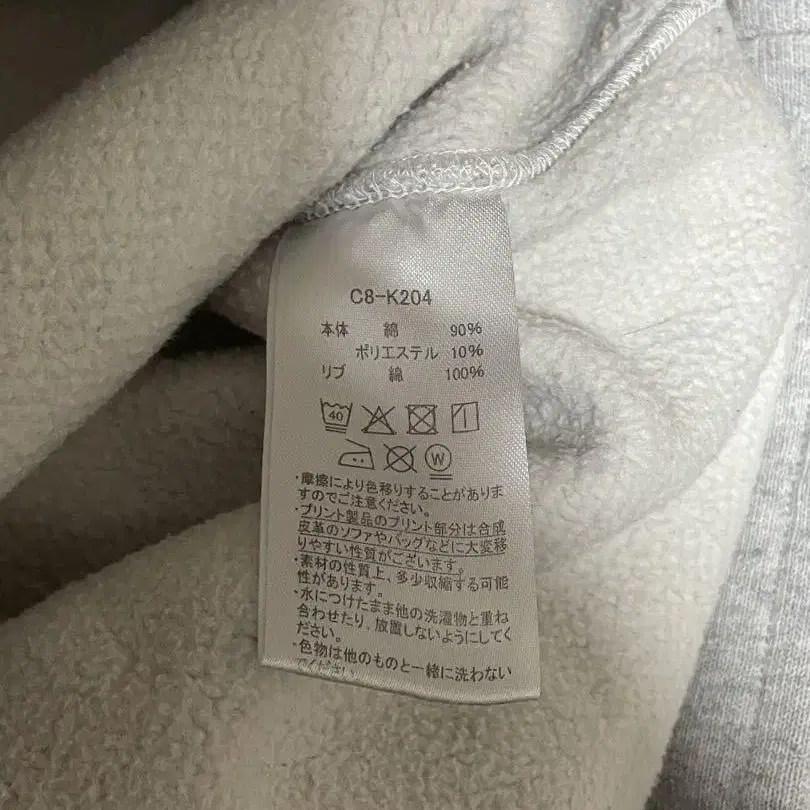 C8-K204
本体 綿 90%
ポリエステル 10%
リブ 綿 100%
40
W
・摩擦により色移りすることがありま
すのでご注意ください。
・プリント製品のプリント部分は合成
皮革のソファやバッグなどに大変移
りやすい性質がございます。
・素材の性質上、多少収縮する可能
性があります。
・水につけたまま他の洗濯物と重ね
合わせたり、放置しないようにしてく
ださい。
・色物は他のものと一緒に洗わない
でください